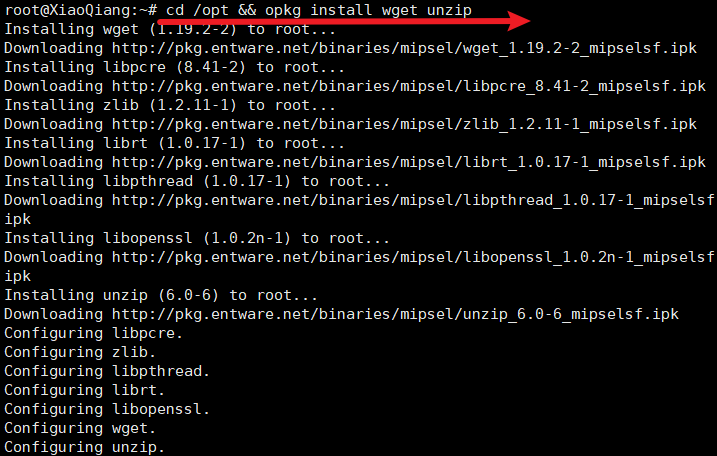 root@XiaoQiang:~# cd /opt && opkg install wget unzip
Installing wget (1.19.2-2) to root...
Downloading http://pkg.entware.net/binaries/mipsel/wget_1.19.2-2_mipselsf.ipk
Installing libpcre (8.41-2) to root...
Downloading http://pkg.entware.net/binaries/mipsel/libpcre_8.41-2_mipselsf.ipk
Installing zlib (1.2.11-1) to root...
Downloading http://pkg.entware.net/binaries/mipsel/zlib_1.2.11-1_mipselsf.ipk
Installing librt (1.0.17-1) to root...
Downloading http://pkg.entware.net/binaries/mipsel/librt_1.0.17-1_mipselsf.ipk
Installing libpthread (1.0.17-1) to root...
Downloading http://pkg.entware.net/binaries/mipsel/libpthread_1.0.17-1_mipselsf
ipk
Installing libopenssl (1.0.2n-1) to root...
Downloading http://pkg.entware.net/binaries/mipsel/libopenssl_1.0.2n-1_mipselsf
ipk
Installing unzip (6.0-6) to root...
Downloading http://pkg.entware.net/binaries/mipsel/unzip_6.0-6_mipselsf.ipk
Configuring libpcre.
Configuring zlib.
Configuring libpthread.
Configuring librt.
Configuring libopenssl.
Configuring wget.
Configuring unzip.